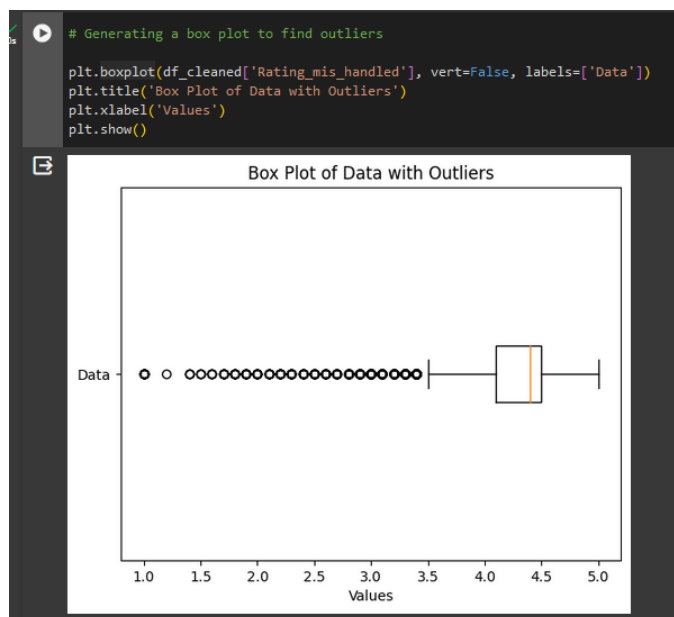 # Generating a box plot to find outliers
plt.boxplot(df_cleaned['Rating_mis_handled'], vert=False, labels=['Data'])
plt.title('Box Plot of Data with Outliers')
plt.xlabel('Values')
plt.show()
Box Plot of Data with Outliers
Data
1.0 1.5 2.0 2.5 3.0 3.5 4.0 4.5 5.0
Values